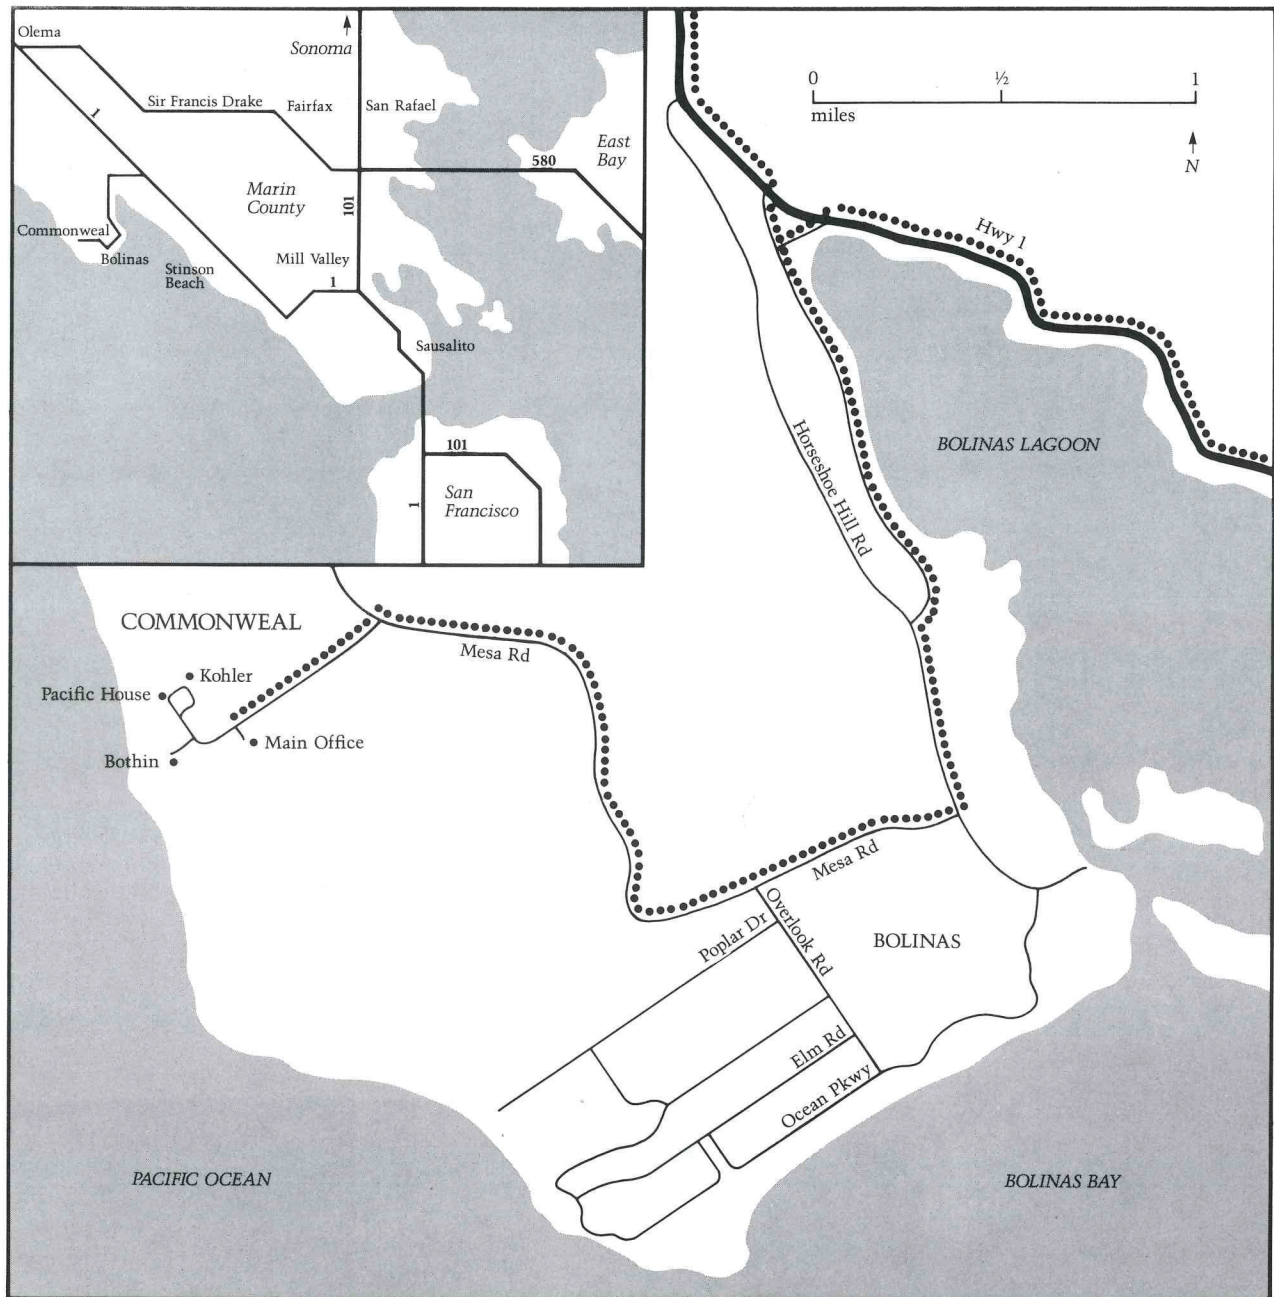 Olema
Sonoma
1
Sir Francis Drake
Fairfax
San Rafael
East
Bay
580
Marin
County
101
Commonweal
Bolinas
Stinson
Beach
Mill Valley
1
Sausalito
101
1
San
Francisco
0
½
1
miles
N
Hwy 1
BOLINAS LAGOON
Horseshoe Hill Rd
COMMONWEAL
Mesa Rd
Kohler
Pacific House
Main Office
Bothin
Mesa Rd
Overlook Rd
Poplar Dr
BOLINAS
Elm Rd
Ocean Pkwy
PACIFIC OCEAN
BOLINAS BAY